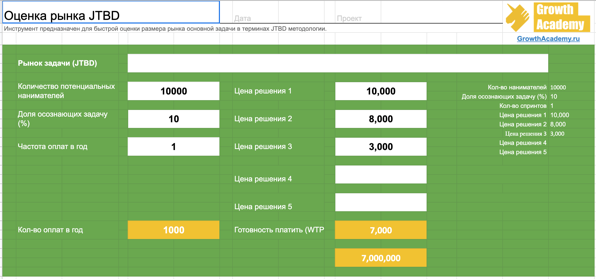 Оценка рынка JTBD
Дата
Проект
Growth
Academy
GrowthAcademy.ru
Инструмент предназначен для быстрой оценки размера рынка основной задачи в терминах JTBD методологии.
Рынок задачи (JTBD)
Количество потенциальных нанимателей 10000 Цена решения 1 10,000
Доля осознающих задачу (%) 10 Цена решения 2 8,000
Частота оплат в год 1 Цена решения 3 3,000
Цена решения 4
Цена решения 5
Кол-во оплат в год 1000 Готовность платить (WTP 7,000
7,000,000
Кол-во нанимателей 10000
Доля осознающих задачу (%) 10
Кол-во спринтов 1
Цена решения 1 10,000
Цена решения 2 8,000
Цена решения 3 3,000
Цена решения 4
Цена решения 5